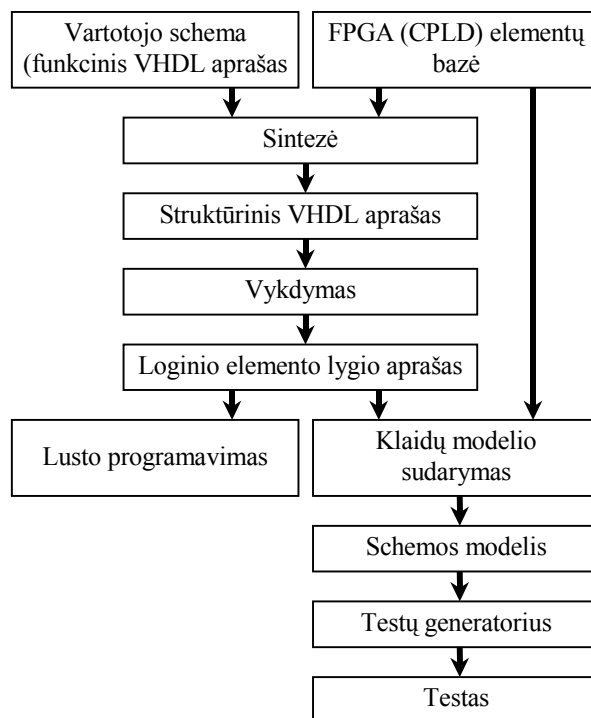 Vartotojo schema
(funkcinis VHDL aprašas
FPGA (CPLD) elementų
bazė
Sintezė
Struktūrinis VHDL aprašas
Vykdymas
Loginio elemento lygio aprašas
Lusto programavimas
Klaidų modelio
sudarymas
Schemos modelis
Testų generatorius
Testas